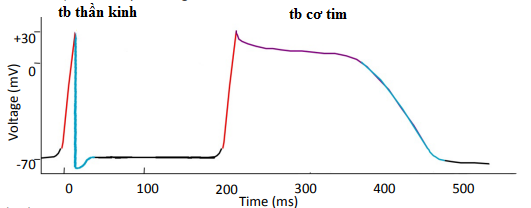 tb thần kinh
tb cơ tim
+30
0
-70
Voltage (mV)
0 100 200 300 400 500
Time (ms)